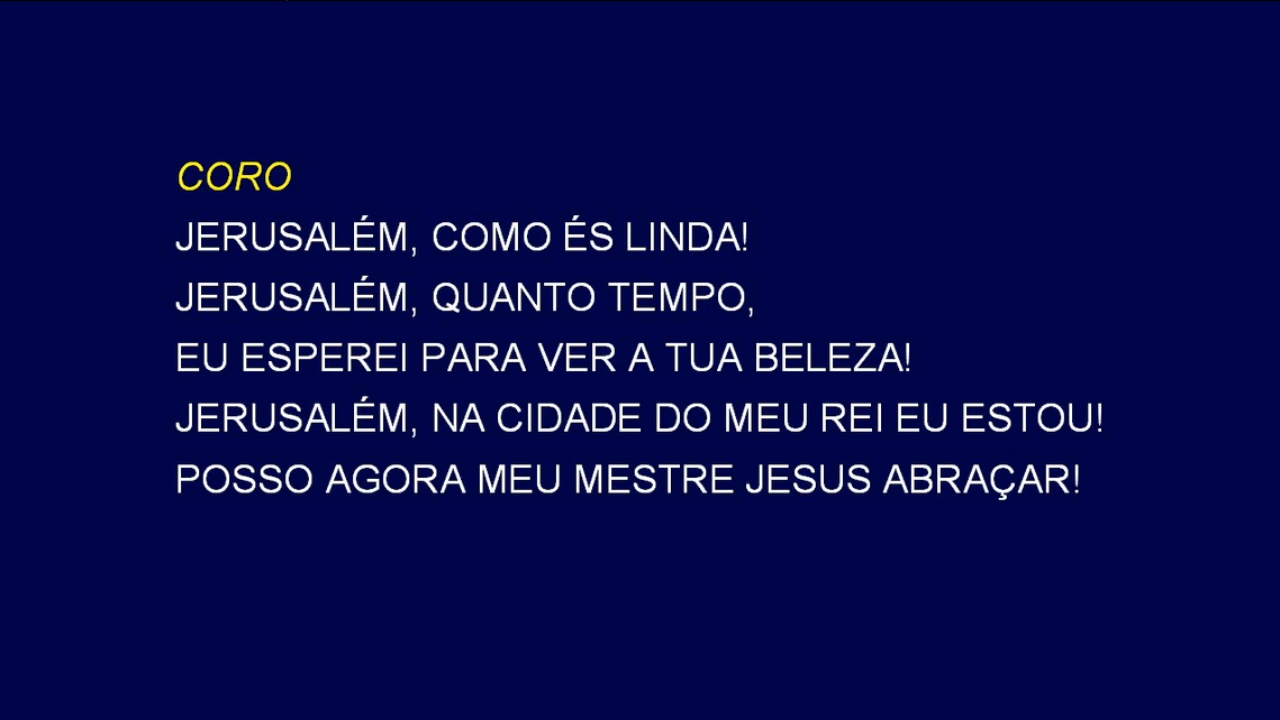 CORO
JERUSALÉM, COMO ÉS LINDA!
JERUSALÉM, QUANTO TEMPO,
EU ESPEREI PARA VER A TUA BELEZA!
JERUSALÉM, NA CIDADE DO MEU REI EU ESTOU!
POSSO AGORA MEU MESTRE JESUS ABRAÇAR!